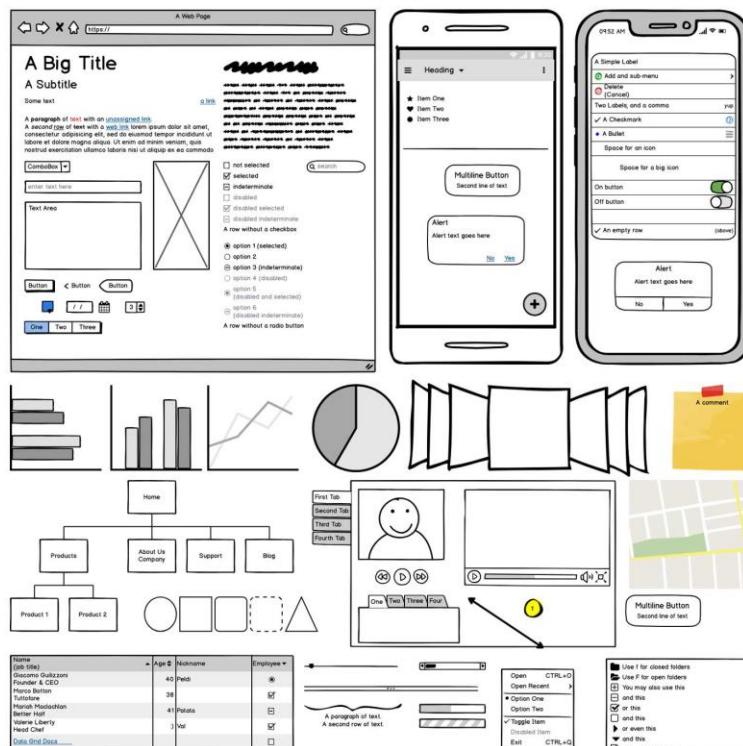 A Web Page
https://
A Big Title
A Subtitle
Some text
a link
A paragraph of text with an unassigned link.
A second row of text with a web link lorem ipsum dolor sit amet,
consectetur adipisicing elit, sed do eiusmod tempor incididunt ut
labore et dolore magna aliqua. Ut enim ad minim veniam, quis
nostrud exercitation ullamco laboris nisi ut aliquip ex ea commodo
ComboBox
enter text here
Text Area
Button
Button
Button
/ /
3
One Two Three
not selected
selected
indeterminate
disabled
disabled selected
disabled indeterminate
A row without a checkbox
search
option 1 (selected)
option 2
option 3 (indeterminate)
option 4 (disabled)
option 5
(disabled and selected)
option 6
(disabled indeterminate)
A row without a radio button
Heading
Item One
Item Two
Item Three
Multiline Button
Second line of text
Alert
Alert text goes here
No Yes
09:52 AM
A Simple Label
Add and sub-menu
Delete
(Cancel)
Two Labels, and a comma yup
A Checkmark
A Bullet
Space for an icon
Space for a big icon
On button
Off button
An empty row (above)
Alert
Alert text goes here
No Yes
A comment
Home
Products
About Us
Company
Support
Blog
Product 1
Product 2
First Tab
Second Tab
Third Tab
Fourth Tab
One Two Three Four
1
Multiline Button
Second line of text
Name
(job title)
Age Nickname Employee
Giacomo Guilizzoni
Founder & CEO
40 Peldi
Marco Botton
Tuttofare
38
Mariah Maclachlan
Better Half
41 Patata
Valerie Liberty
Head Chef
3 Val
Data Grid Docs
A paragraph of text.
A second row of text.
Open CTRL+O
Open Recent
Option One
Option Two
Toggle Item
Disabled Item
Exit CTRL+Q
Use f for closed folders
Use F for open folders
You may also use this
and this
or this
and this
or even this
and this